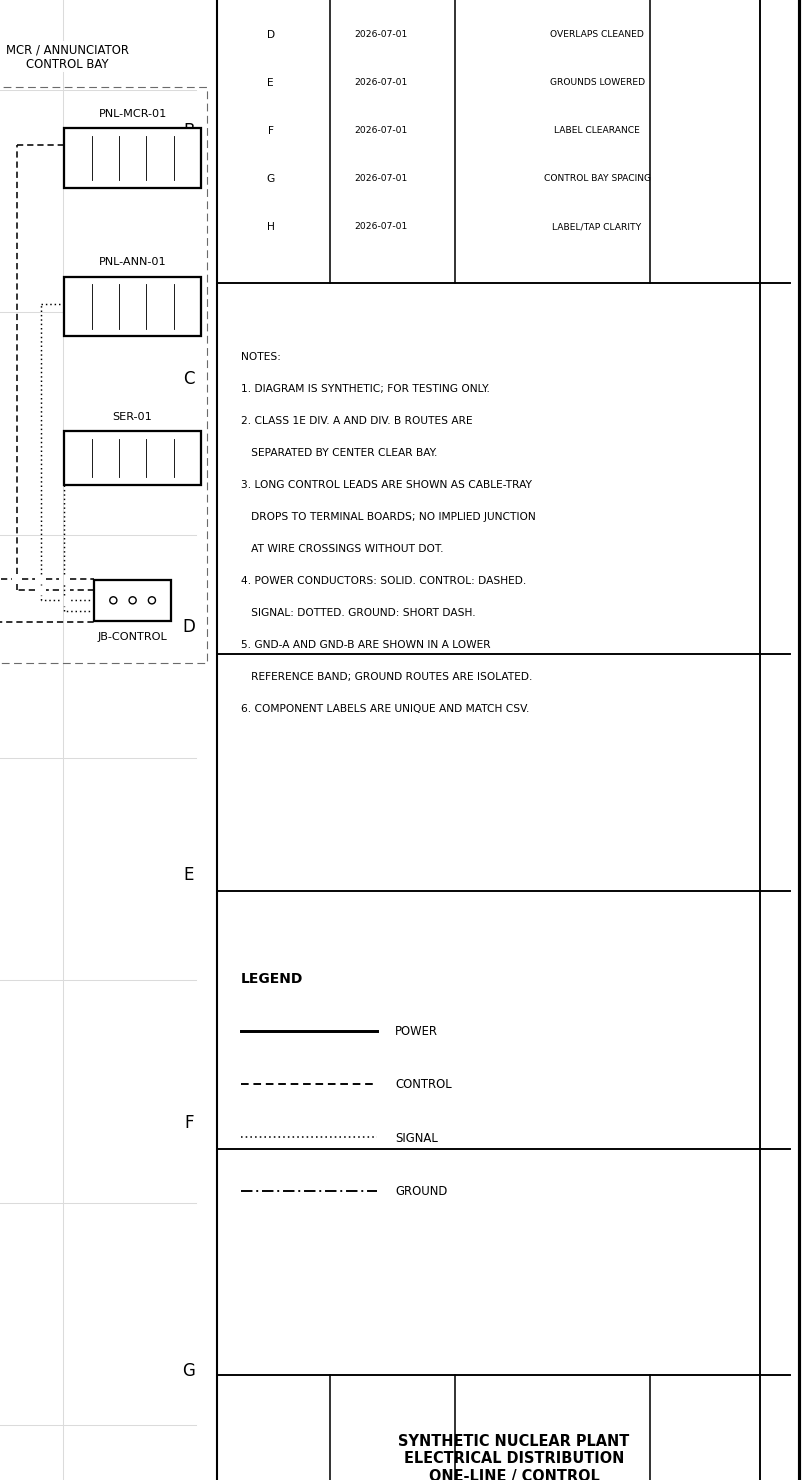 MCR / ANNUNCIATOR
CONTROL BAY
PNL-MCR-01
B
PNL-ANN-01
C
SER-01
JB-CONTROL
D
E
F
G
D 2026-07-01 OVERLAPS CLEANED
E 2026-07-01 GROUNDS LOWERED
F 2026-07-01 LABEL CLEARANCE
G 2026-07-01 CONTROL BAY SPACING
H 2026-07-01 LABEL/TAP CLARITY
NOTES:
1. DIAGRAM IS SYNTHETIC; FOR TESTING ONLY.
2. CLASS 1E DIV. A AND DIV. B ROUTES ARE
SEPARATED BY CENTER CLEAR BAY.
3. LONG CONTROL LEADS ARE SHOWN AS CABLE-TRAY
DROPS TO TERMINAL BOARDS; NO IMPLIED JUNCTION
AT WIRE CROSSINGS WITHOUT DOT.
4. POWER CONDUCTORS: SOLID. CONTROL: DASHED.
SIGNAL: DOTTED. GROUND: SHORT DASH.
5. GND-A AND GND-B ARE SHOWN IN A LOWER
REFERENCE BAND; GROUND ROUTES ARE ISOLATED.
6. COMPONENT LABELS ARE UNIQUE AND MATCH CSV.
LEGEND
POWER
CONTROL
SIGNAL
GROUND
SYNTHETIC NUCLEAR PLANT
ELECTRICAL DISTRIBUTION
ONE-LINE / CONTROL